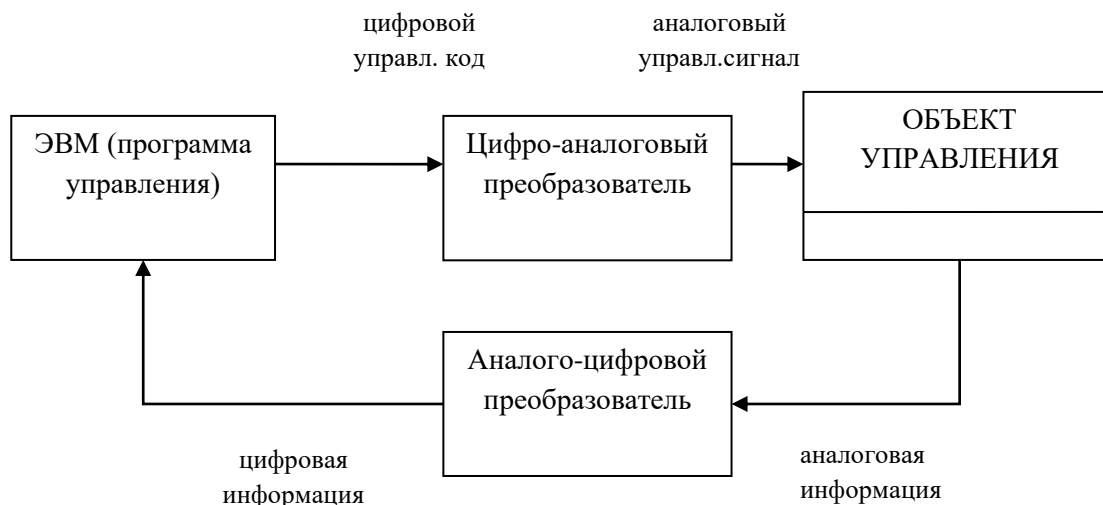 цифровой
управл. код
аналоговый
управл.сигнал
ЭВМ (программа
управления)
Цифро-аналоговый
преобразователь
ОБЪЕКТ
УПРАВЛЕНИЯ
Аналого-цифровой
преобразователь
цифровая
информация
аналоговая
информация